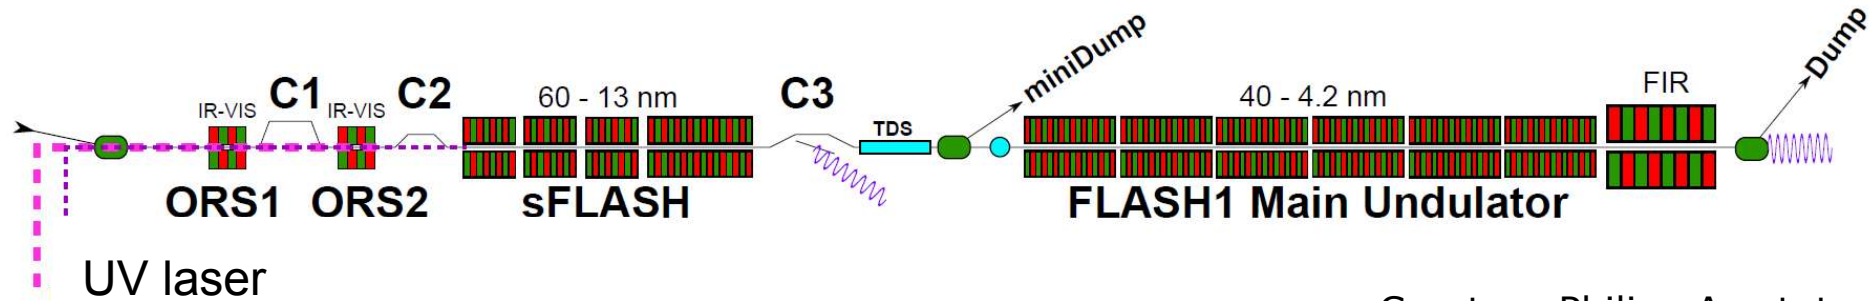 miniDump
Dump
C1
C2
60 - 13 nm
C3
40 - 4.2 nm
FIR
IR-VIS
IR-VIS
TDS
ORS1
ORS2
sFLASH
FLASH1 Main Undulator
UV laser